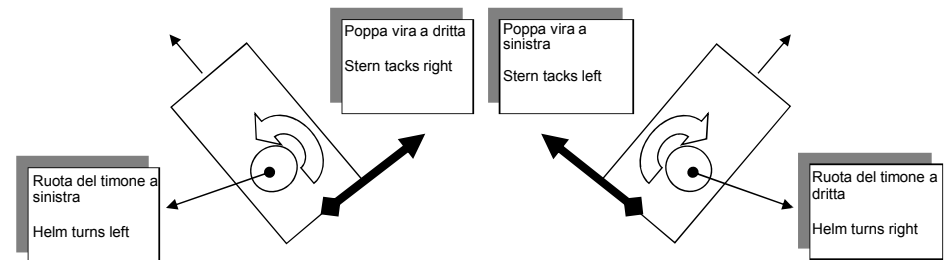 Poppa vira a dritta
Stern tacks right
Poppa vira a
sinistra
Stern tacks left
Ruota del timone a
sinistra
Helm turns left
Ruota del timone a
dritta
Helm turns right